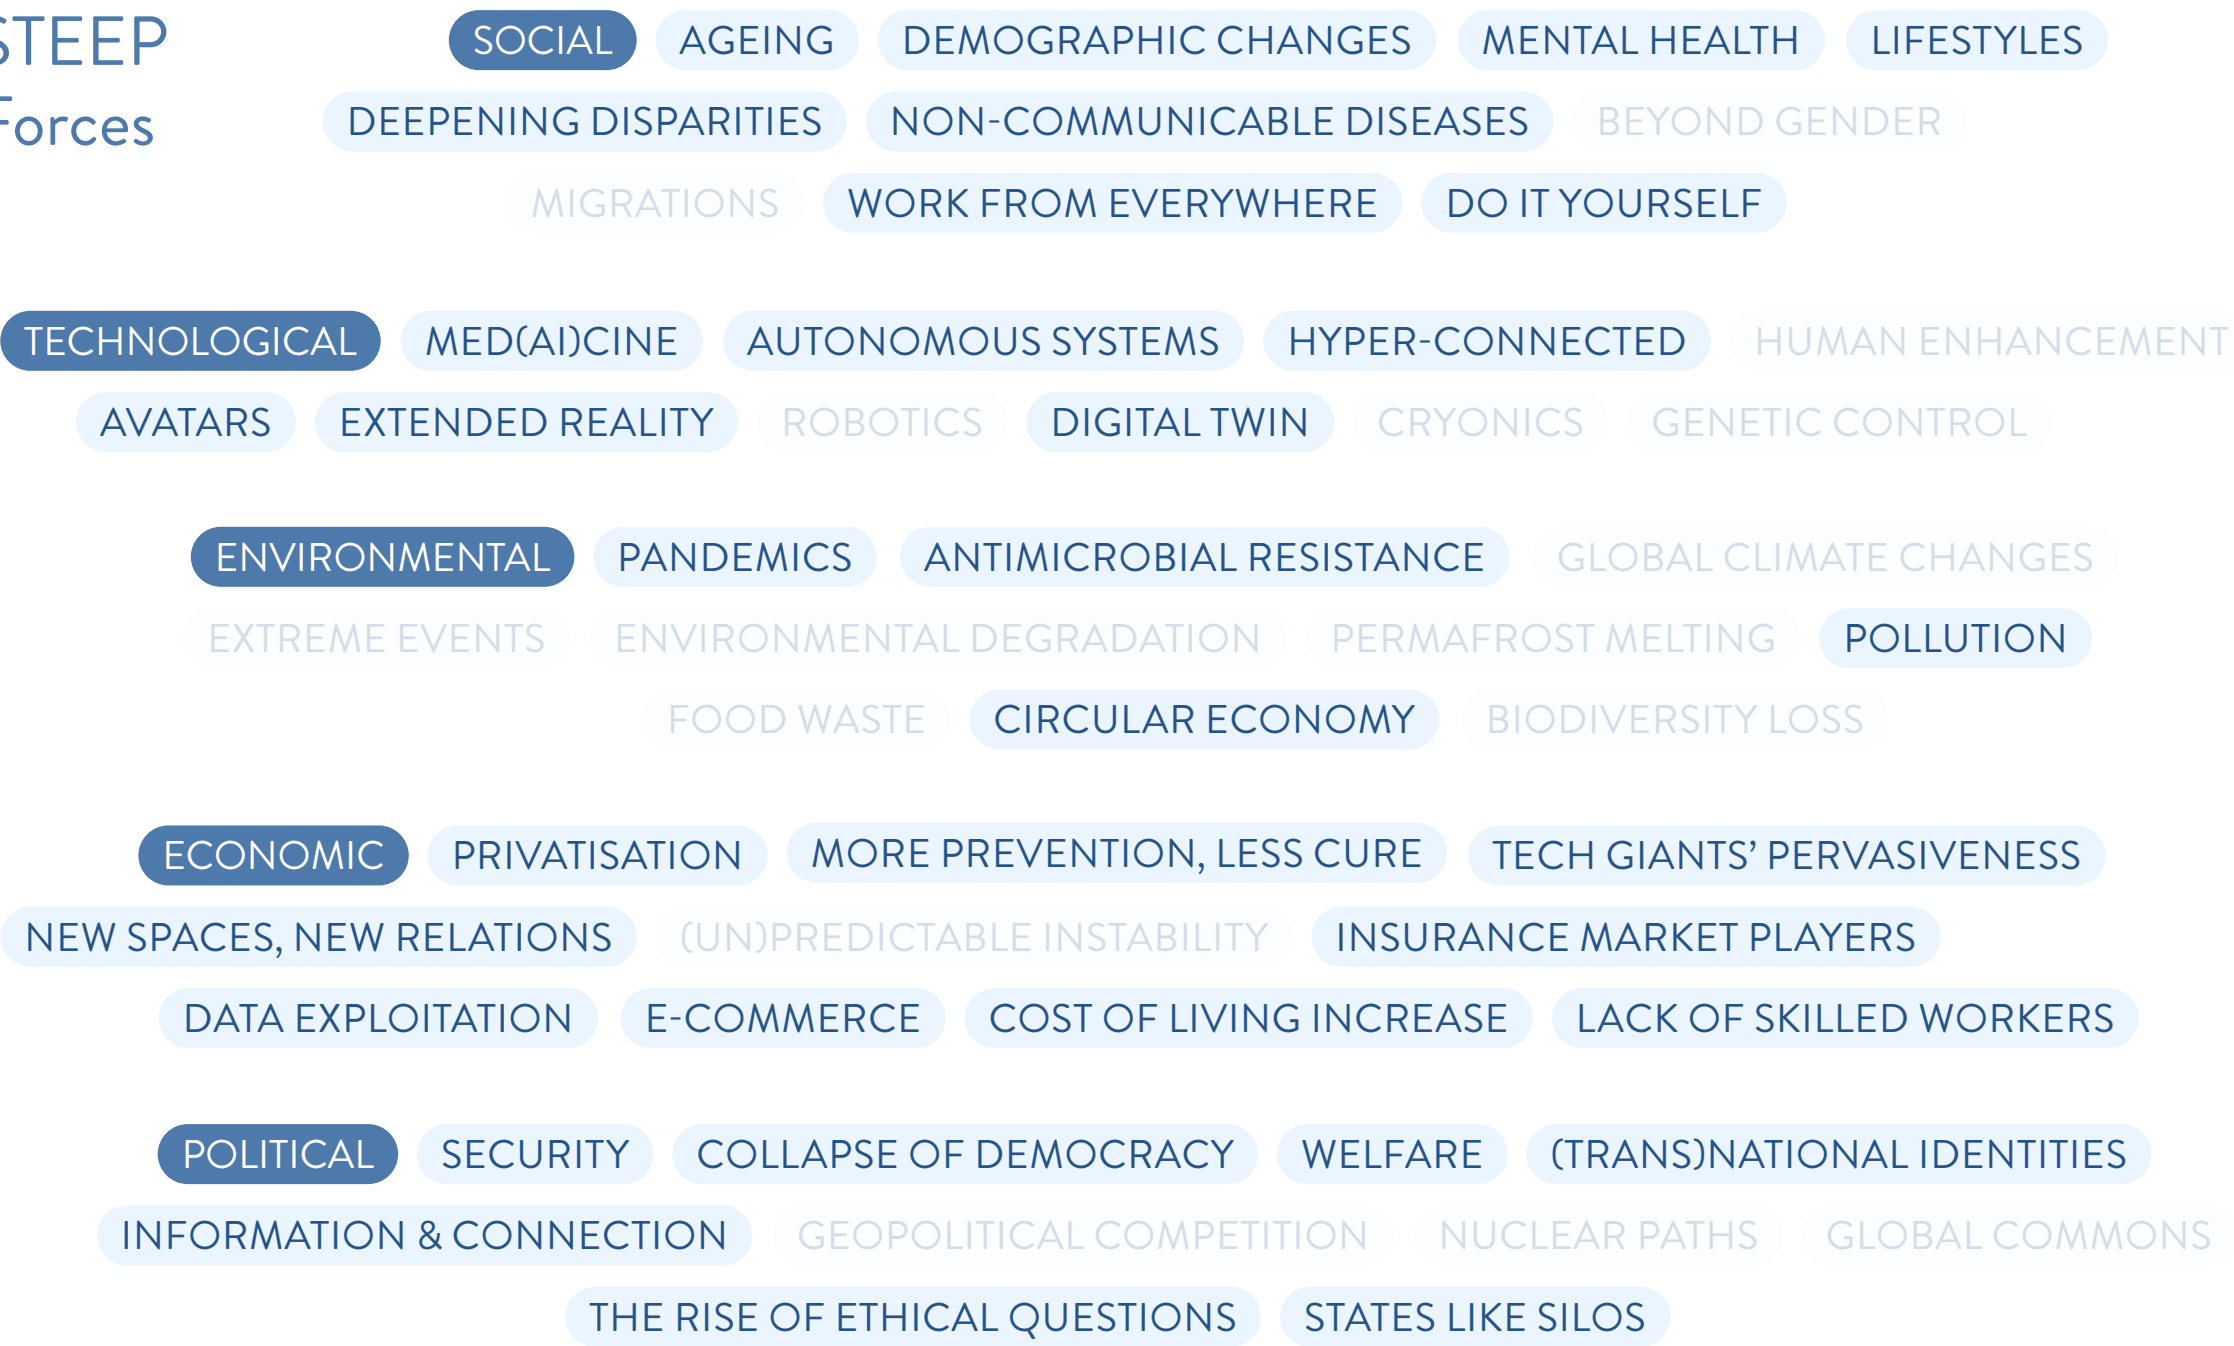 STEEP
Forces
SOCIAL AGEING DEMOGRAPHIC CHANGES MENTAL HEALTH LIFESTYLES
DEEPENING DISPARITIES NON-COMMUNICABLE DISEASES BEYOND GENDER
MIGRATIONS WORK FROM EVERYWHERE DO IT YOURSELF
TECHNOLOGICAL MED(AI)CINE AUTONOMOUS SYSTEMS HYPER-CONNECTED HUMAN ENHANCEMENT
AVATARS EXTENDED REALITY ROBOTICS DIGITAL TWIN CRYONICS GENETIC CONTROL
ENVIRONMENTAL PANDEMICS ANTIMICROBIAL RESISTANCE GLOBAL CLIMATE CHANGES
EXTREME EVENTS ENVIRONMENTAL DEGRADATION PERMAFROST MELTING POLLUTION
FOOD WASTE CIRCULAR ECONOMY BIODIVERSITY LOSS
ECONOMIC PRIVATISATION MORE PREVENTION, LESS CURE TECH GIANTS’ PERVASIVENESS
NEW SPACES, NEW RELATIONS (UN)PREDICTABLE INSTABILITY INSURANCE MARKET PLAYERS
DATA EXPLOITATION E-COMMERCE COST OF LIVING INCREASE LACK OF SKILLED WORKERS
POLITICAL SECURITY COLLAPSE OF DEMOCRACY WELFARE (TRANS)NATIONAL IDENTITIES
INFORMATION & CONNECTION GEOPOLITICAL COMPETITION NUCLEAR PATHS GLOBAL COMMONS
THE RISE OF ETHICAL QUESTIONS STATES LIKE SILOS